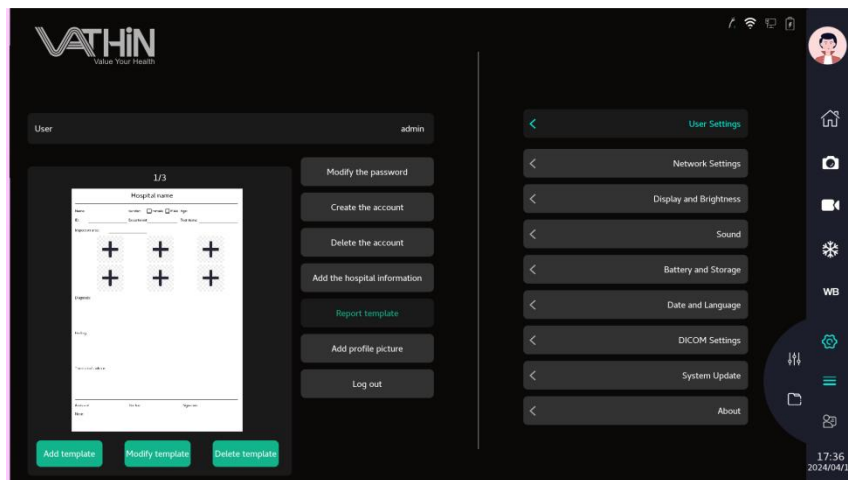 VATHiN
Value Your Health
User
admin
1/3
Hospital name
Modify the password
Create the account
Delete the account
Add the hospital information
Report template
Add profile picture
Log out
Add template
Modify template
Delete template
User Settings
Network Settings
Display and Brightness
Sound
Battery and Storage
Date and Language
DICOM Settings
System Update
About
WB
17:36
2024/04/1